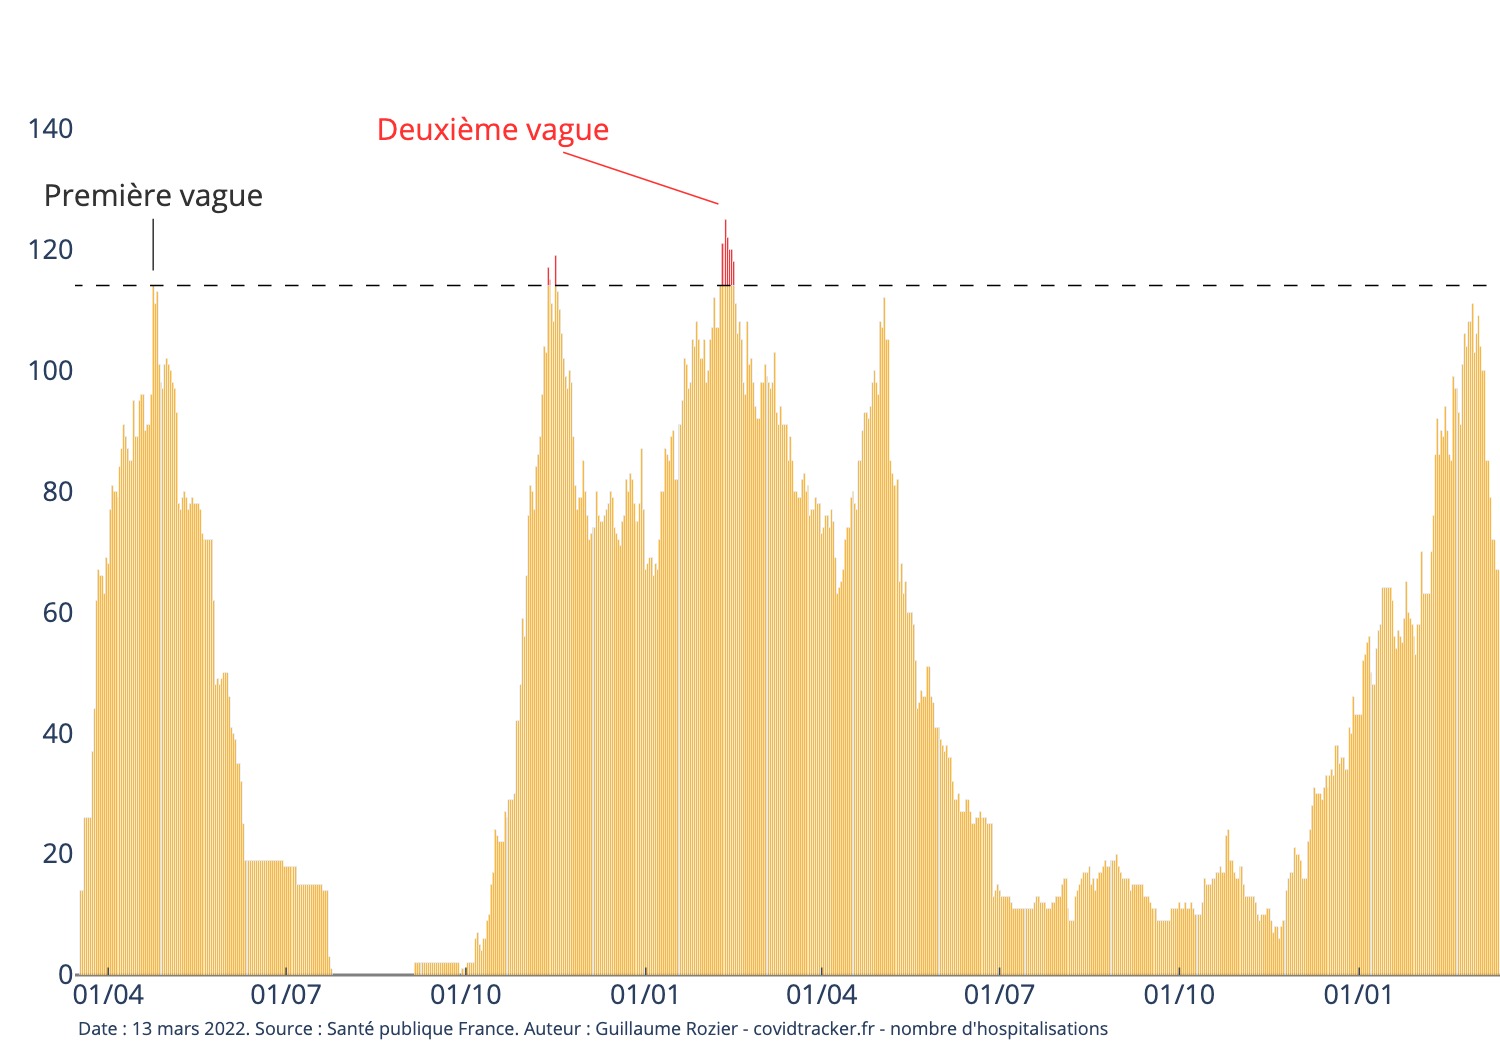 140
Deuxième vague
Première vague
120
100
80
60
40
20
0
01/04 01/07 01/10 01/01 01/04 01/07 01/10 01/01
Date : 13 mars 2022. Source : Santé publique France. Auteur : Guillaume Rozier - covidtracker.fr - nombre d'hospitalisations